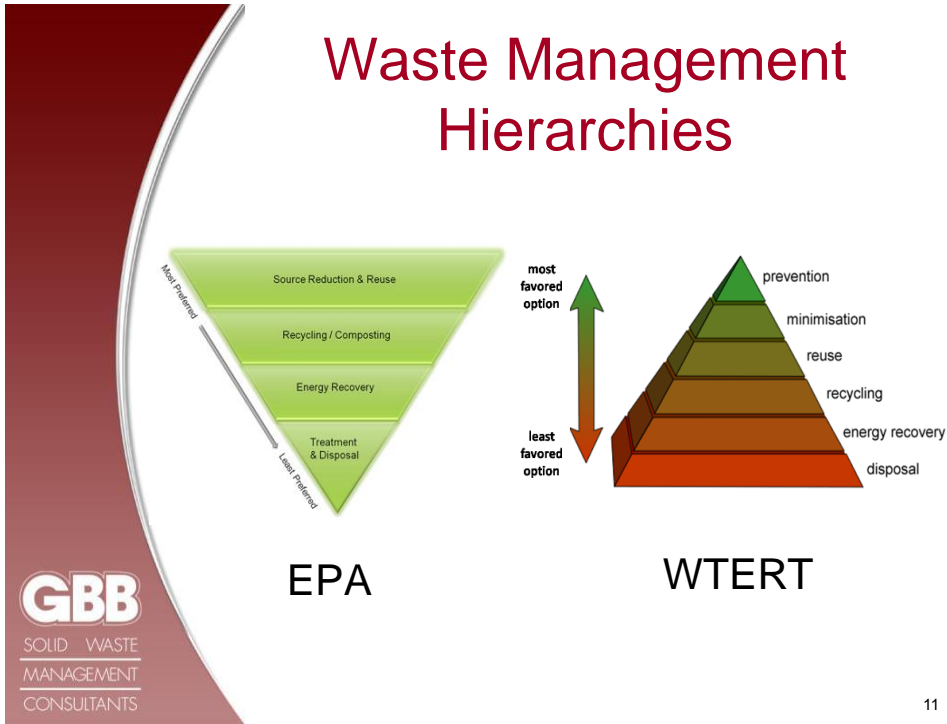 Waste Management
Hierarchies
Most Preferred
Source Reduction & Reuse
Recycling / Composting
Energy Recovery
Treatment
& Disposal
Least Preferred
EPA
most
favored
option
least
favored
option
prevention
minimisation
reuse
recycling
energy recovery
disposal
WTERT
GBB
SOLID WASTE
MANAGEMENT
CONSULTANTS
11